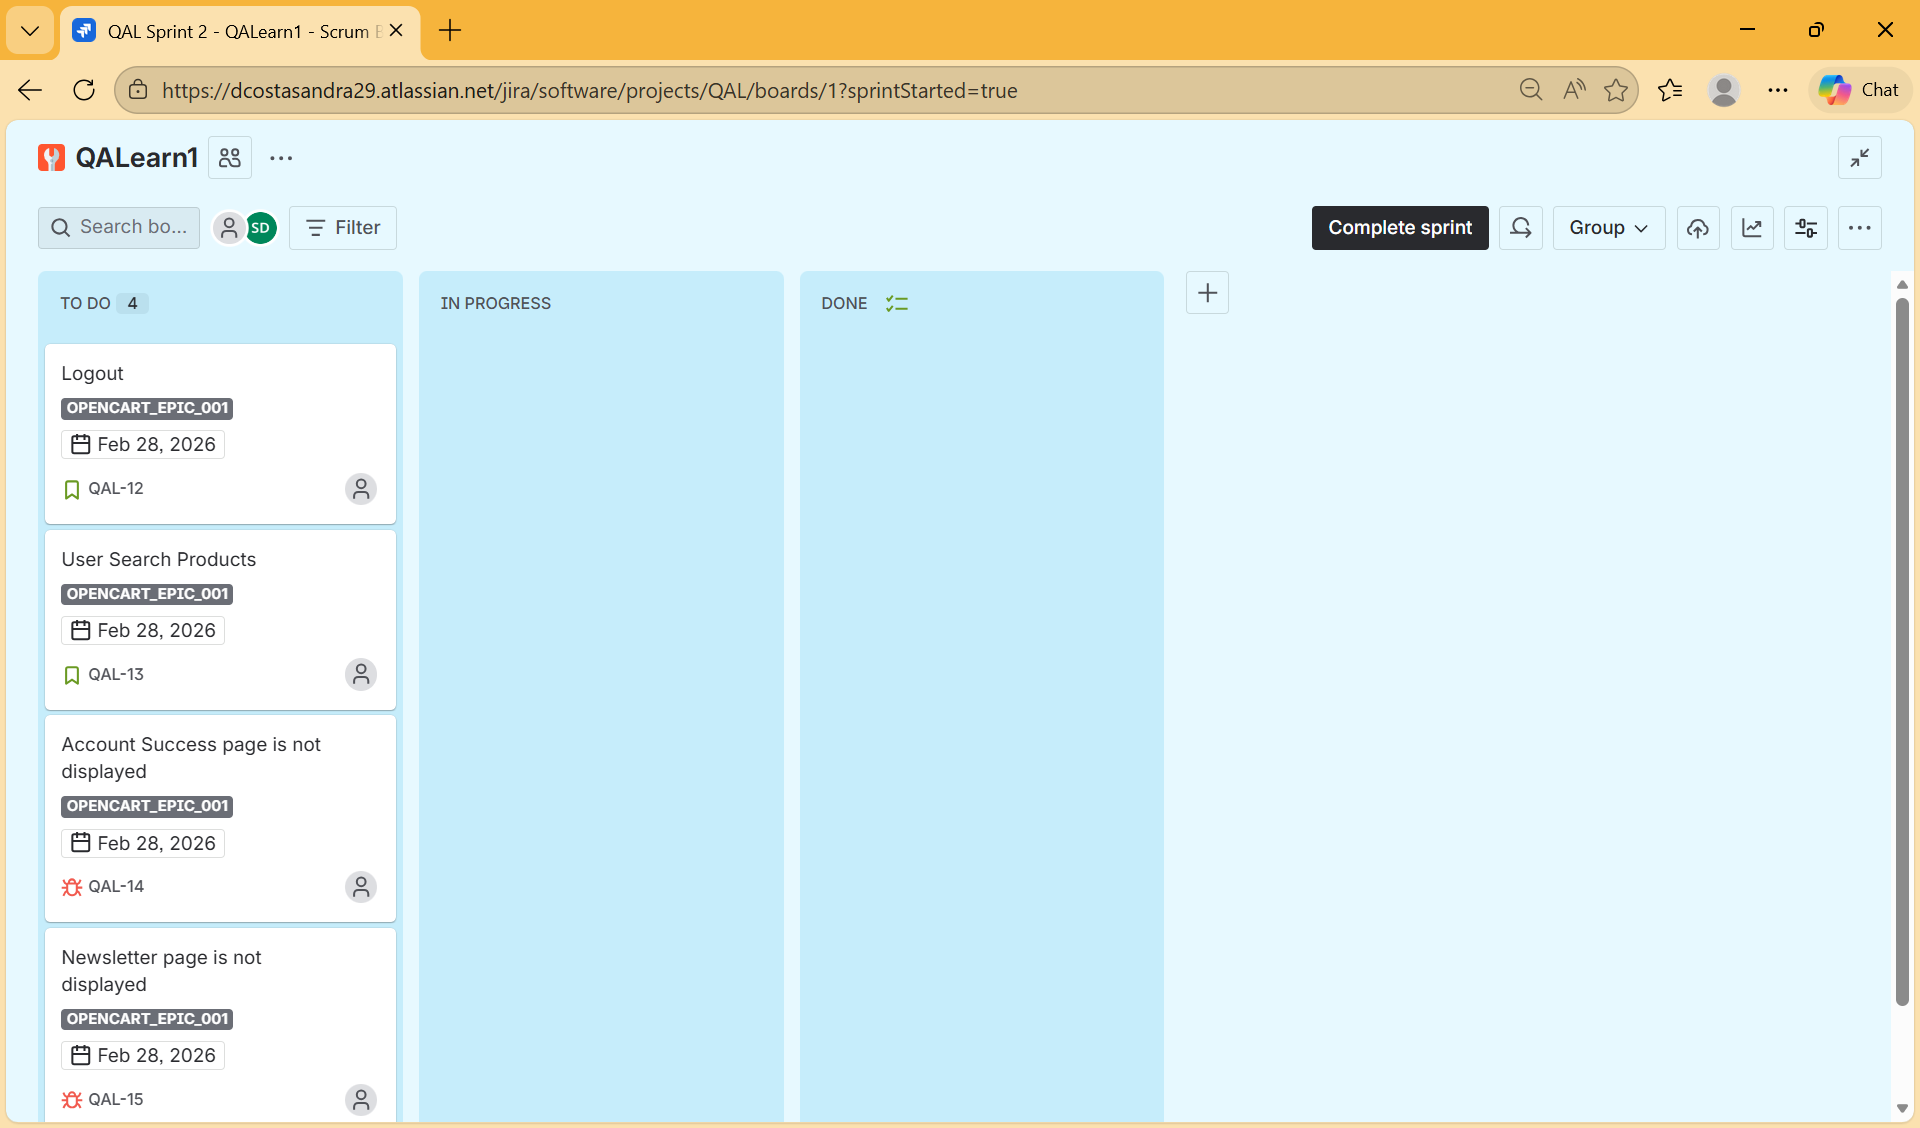 QAL Sprint 2 - QALearn1 - Scrum
https://dcostasandra29.atlassian.net/jira/software/projects/QAL/boards/1?sprintStarted=true
Chat
QALearn1
Search bo...
SD
Filter
Complete sprint
Group
TO DO 4
IN PROGRESS
DONE
Logout
OPENCART_EPIC_001
Feb 28, 2026
QAL-12
User Search Products
OPENCART_EPIC_001
Feb 28, 2026
QAL-13
Account Success page is not
displayed
OPENCART_EPIC_001
Feb 28, 2026
QAL-14
Newsletter page is not
displayed
OPENCART_EPIC_001
Feb 28, 2026
QAL-15